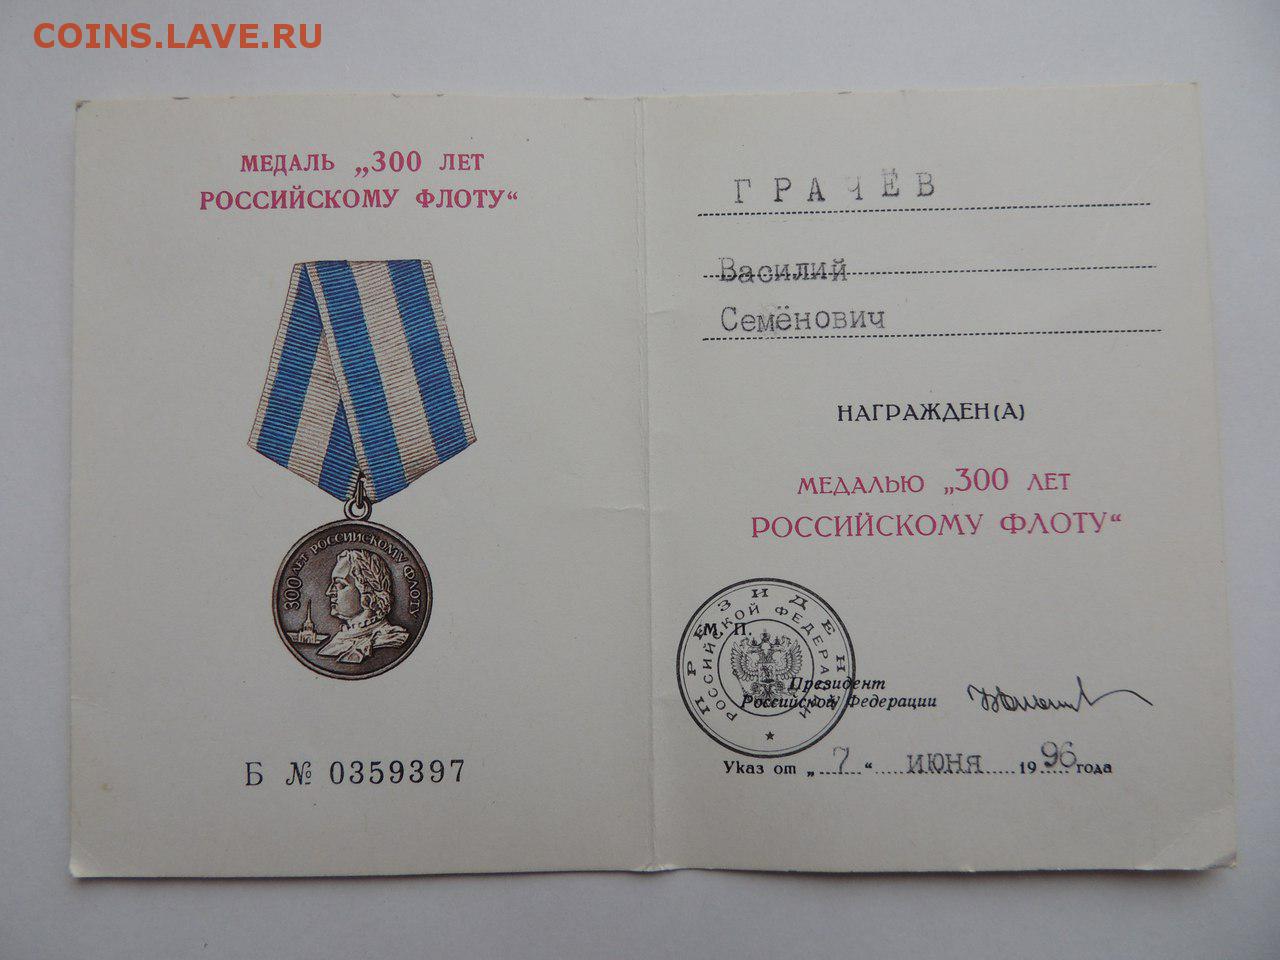 COINS.LAVE.RU
МЕДАЛЬ „300 ЛЕТ
РОССИЙСКОМУ ФЛОТУ“
300 ЛЕТ РОССИЙСКОМУ ФЛОТУ
Б № 0359397
ГРАЧЁВ
Василий
Семёнович
НАГРАЖДЕН(А)
МЕДАЛЬЮ „300 ЛЕТ
РОССИЙСКОМУ ФЛОТУ“
ПРЕЗИДЕНТ
РОССИЙСКОЙ ФЕДЕРАЦИИ
М. П.
Президент
Российской Федерации
Указ от „ 7 “ ИЮНЯ 1996 года